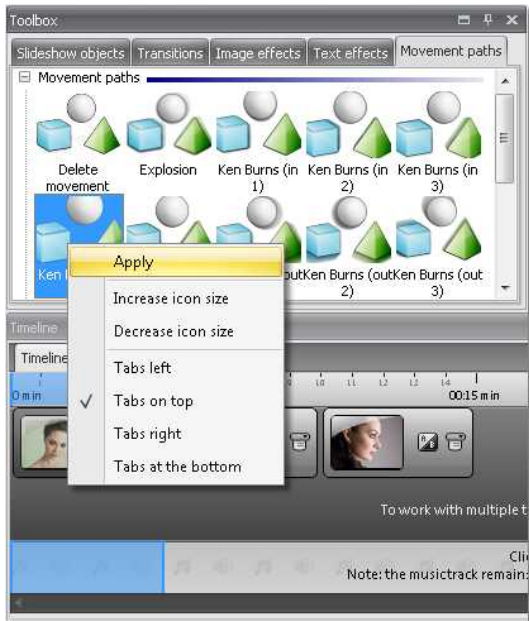 Toolbox
Slideshow objects Transitions Image effects Text effects Movement paths
Movement paths
Delete movement Explosion Ken Burns (in 1) Ken Burns (in 2) Ken Burns (in 3)
Ken Ken Burns (out 2) Ken Burns (out 3)
Apply
Increase icon size
Decrease icon size
Tabs left
Tabs on top
Tabs right
Tabs at the bottom
Timeline
Timeline
0 min 00:15 min
To work with multiple t
Clic
Note: the musictrack remain: